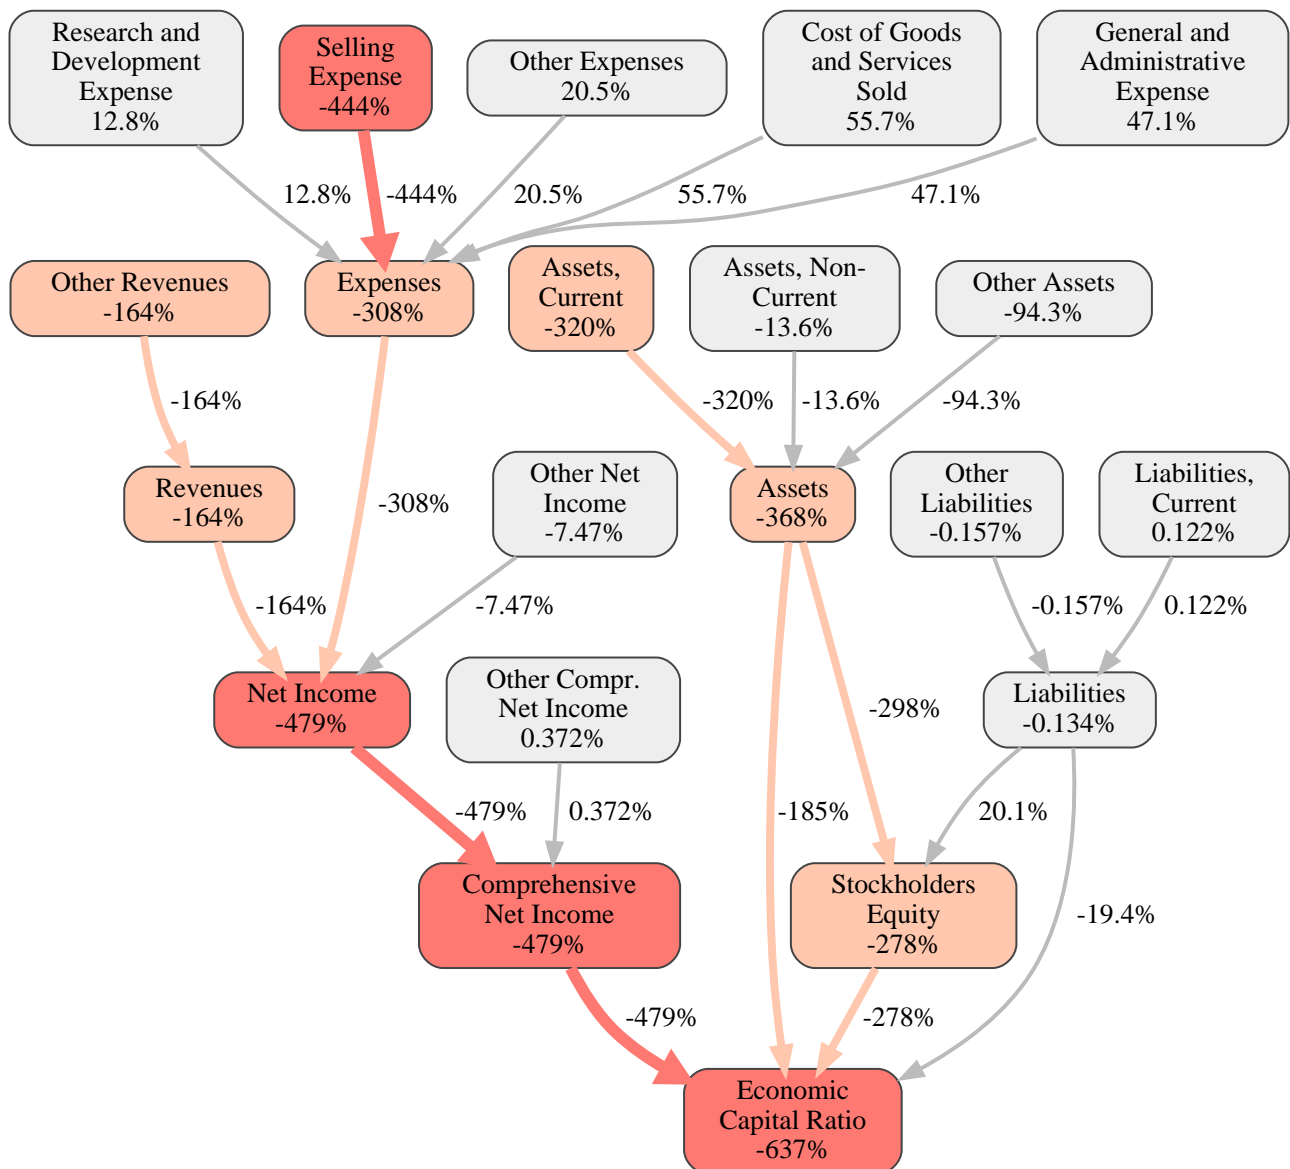 Research and
Development
Expense
12.8%
Selling
Expense
-444%
Other Expenses
20.5%
Cost of Goods
and Services
Sold
55.7%
General and
Administrative
Expense
47.1%
12.8%
-444%
20.5%
55.7%
47.1%
Other Revenues
-164%
Expenses
-308%
Assets,
Current
-320%
Assets, Non-
Current
-13.6%
Other Assets
-94.3%
-164%
-320%
-13.6%
-94.3%
Revenues
-164%
-308%
Other Net
Income
-7.47%
Assets
-368%
Other
Liabilities
-0.157%
Liabilities,
Current
0.122%
-164%
-7.47%
-0.157%
0.122%
Net Income
-479%
Other Compr.
Net Income
0.372%
-298%
Liabilities
-0.134%
-479%
0.372%
-185%
20.1%
Comprehensive
Net Income
-479%
Stockholders
Equity
-278%
-19.4%
-479%
-278%
Economic
Capital Ratio
-637%